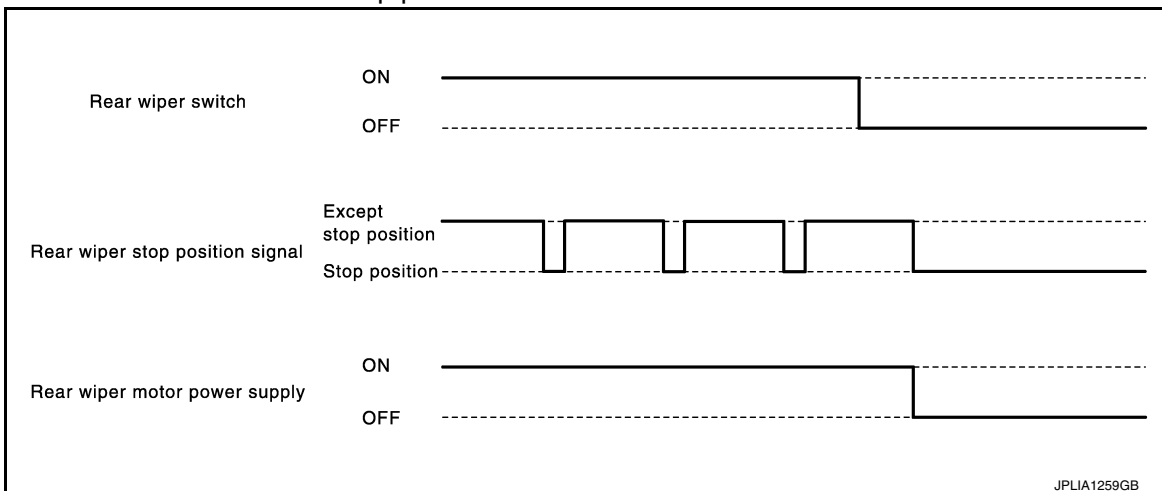 ON
Rear wiper switch
OFF
Except
stop position
Rear wiper stop position signal
Stop position
ON
Rear wiper motor power supply
OFF
JPLIA1259GB